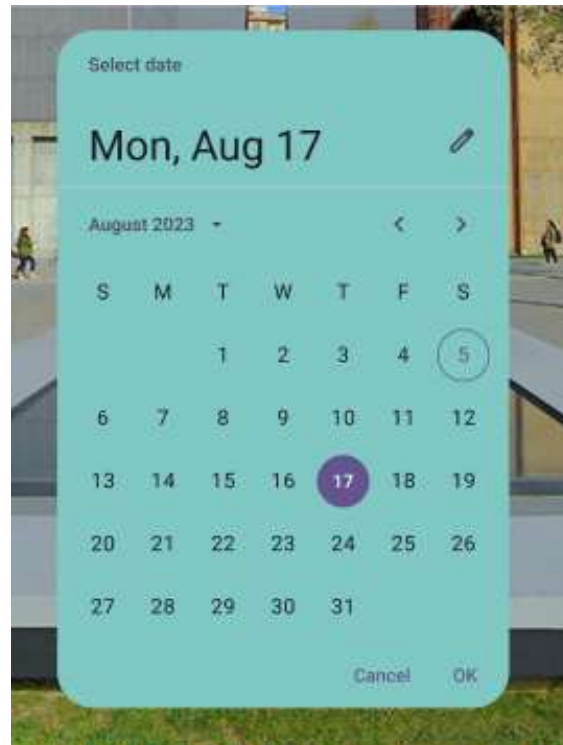 Select date
Mon, Aug 17
August 2023
S M T W T F S
1 2 3 4 5
6 7 8 9 10 11 12
13 14 15 16 17 18 19
20 21 22 23 24 25 26
27 28 29 30 31
Cancel OK